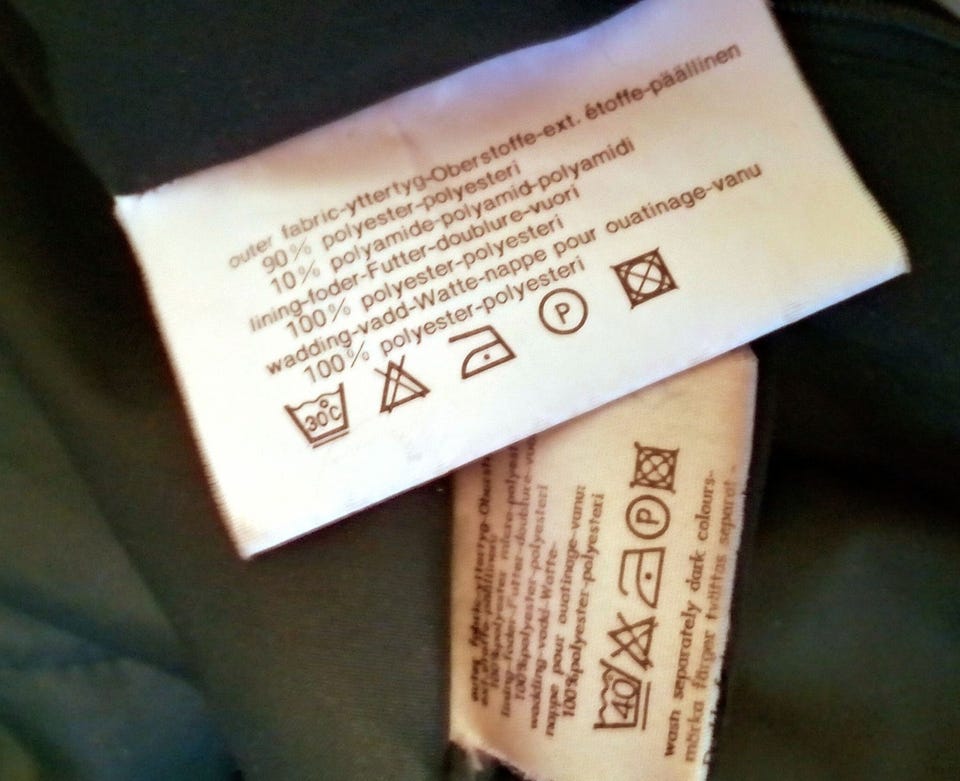 outer fabric-yttertyg-Oberstoffe-ext. étoffe-päällinen
90% polyester-polyesteri
10% polyamide-polyamid-polyamidi
lining-foder-Futter-doublure-vuori
100% polyester-polyesteri
wadding-vadd-Watte-nappe pour ouatinage-vanu
100% polyester-polyesteri
30°C
P
lining-foder-Futter-doublure-vuori
100%polyester-polyesteri
wadding-vadd-Watte-
nappe pour ouatinage-vanu:
100%polyester-polyesteri
40
P
wash separately dark colours-
mörka färger tvättas separat-